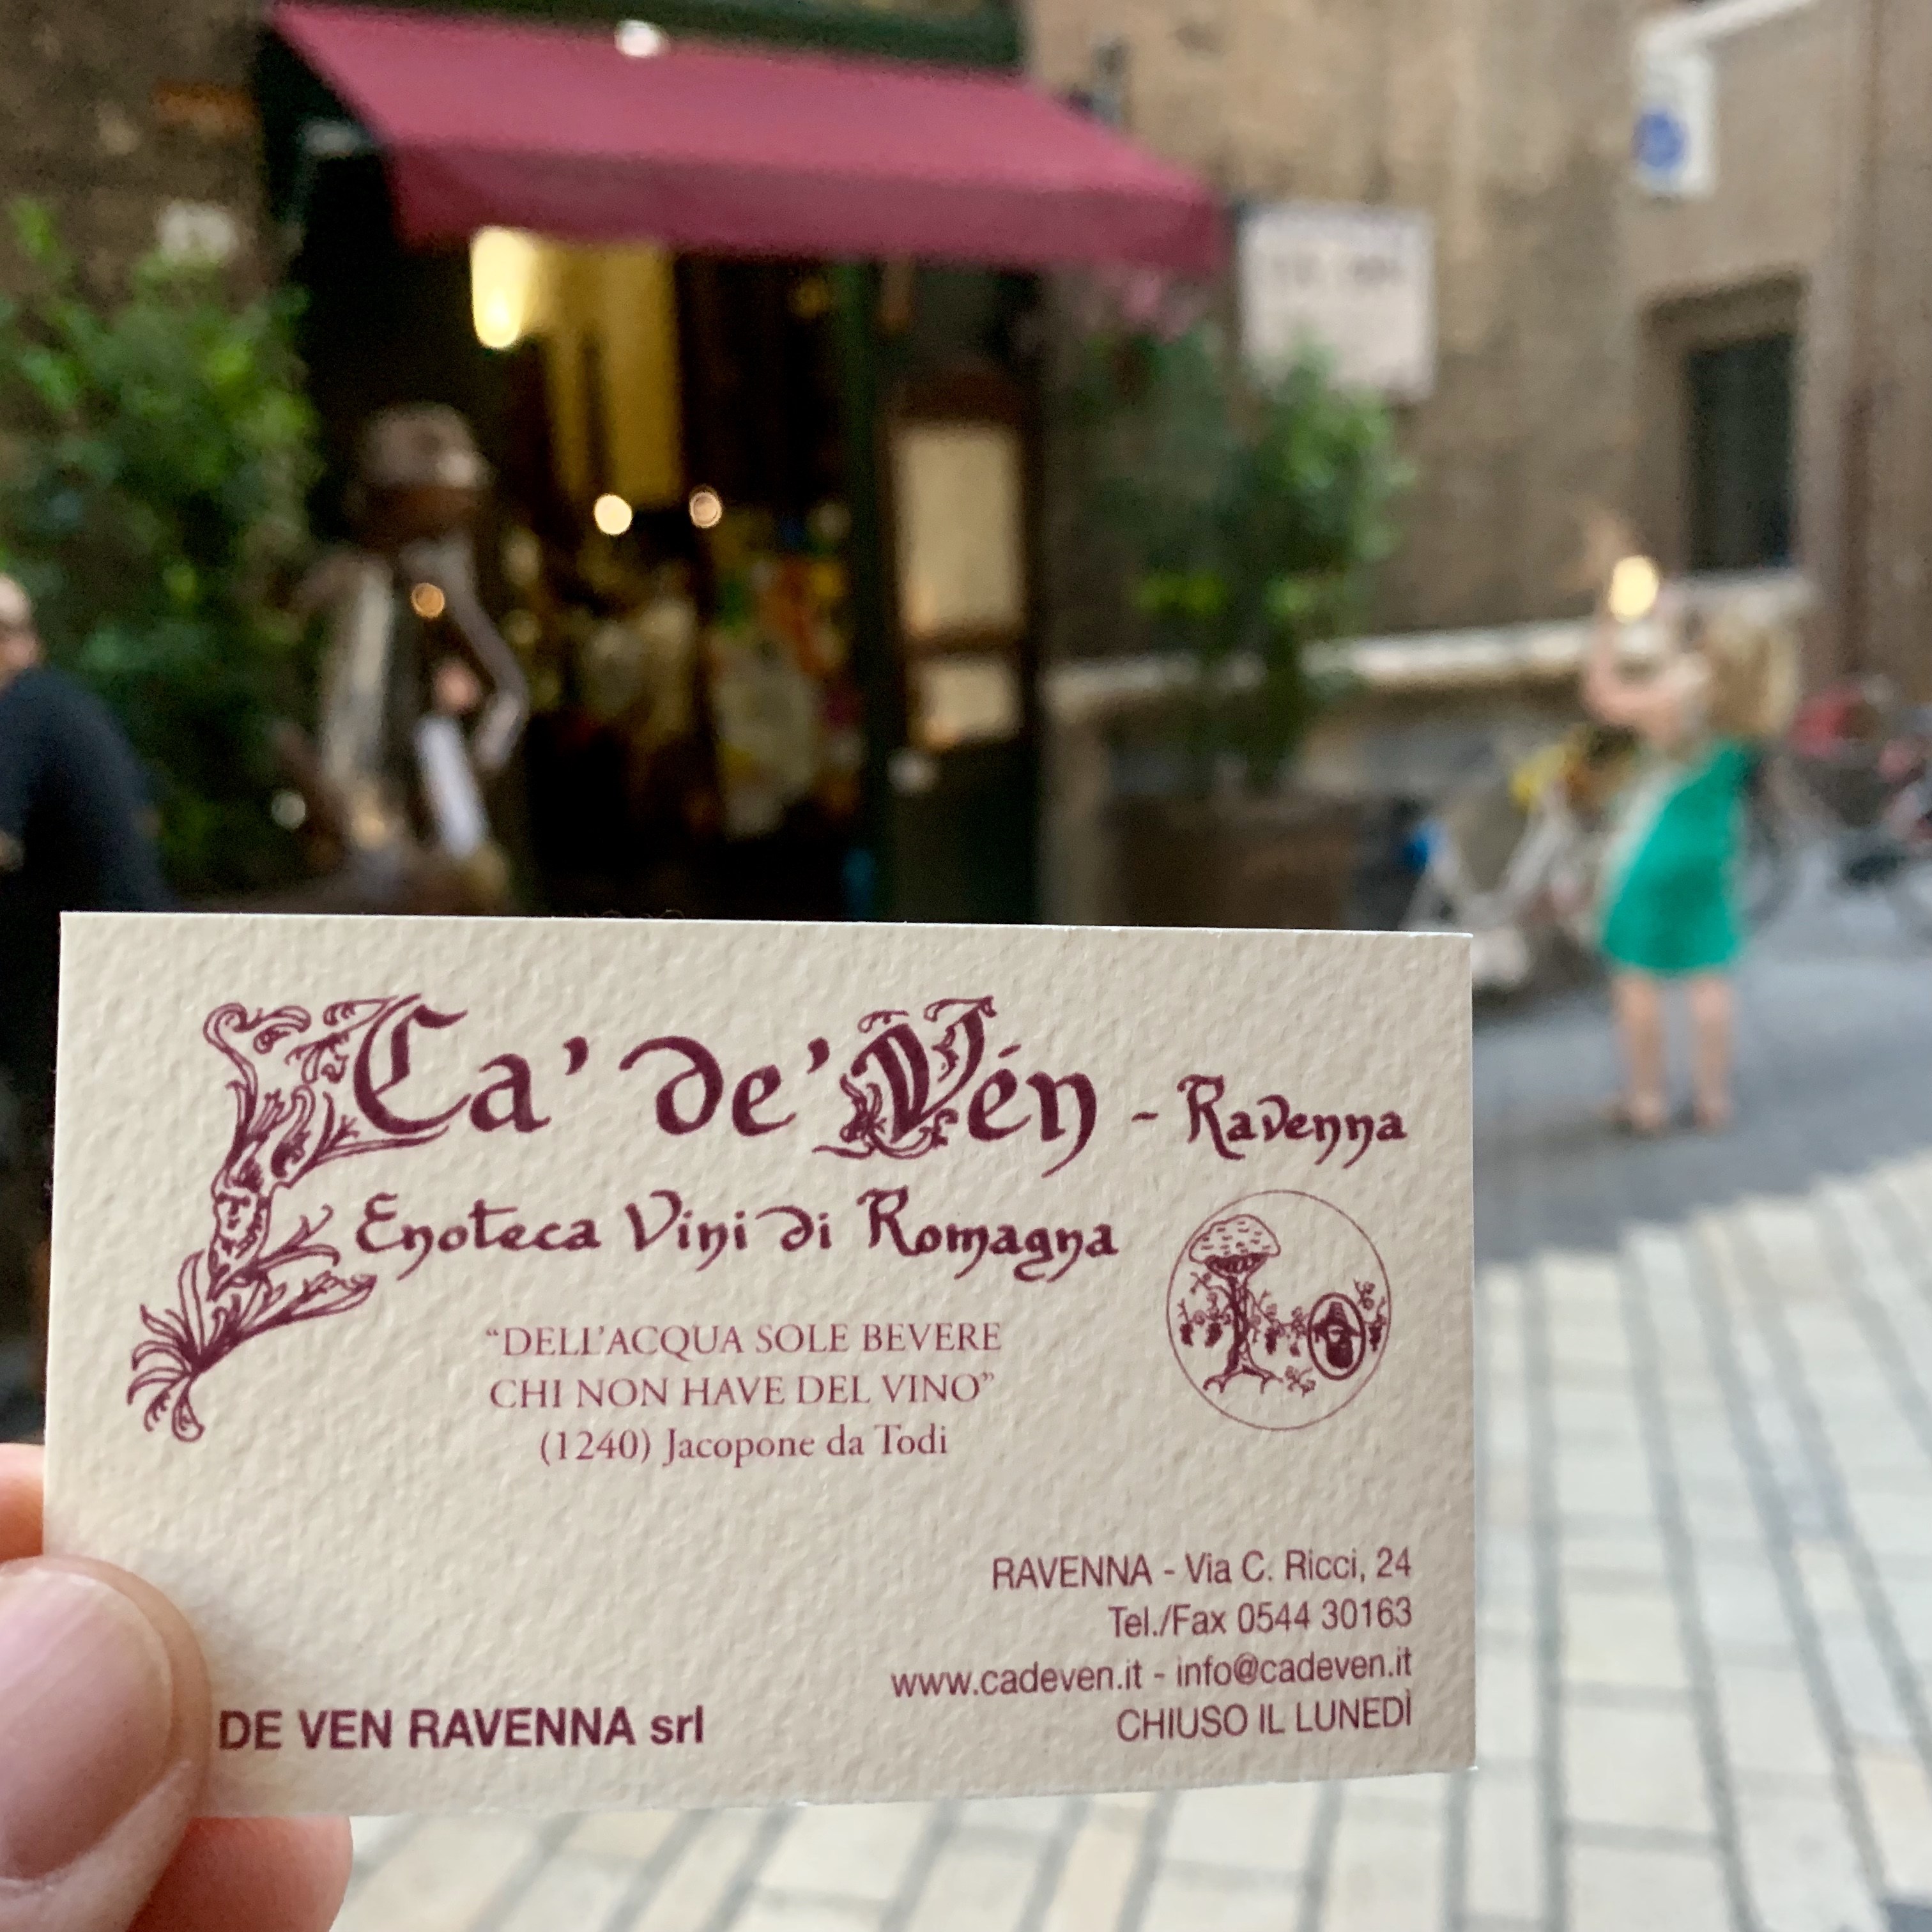 Ca' de' Vén - Ravenna
Enoteca Vini di Romagna
“DELL’ACQUA SOLE BEVERE
CHI NON HAVE DEL VINO”
(1240) Jacopone da Todi
RAVENNA - Via C. Ricci, 24
Tel./Fax 0544 30163
www.cadeven.it - info@cadeven.it
CHIUSO IL LUNEDÌ
DE VEN RAVENNA srl